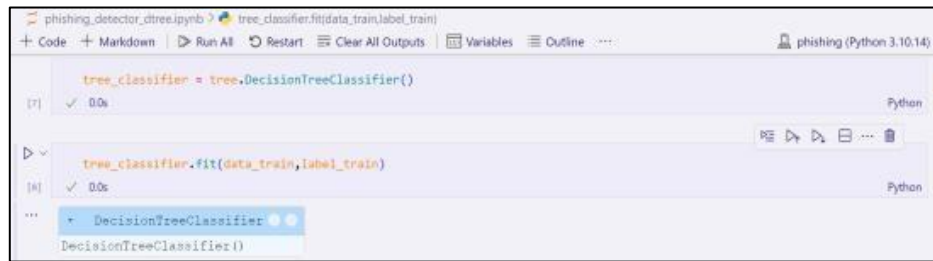 phishing_detector_dtree.ipynb > tree_classifier.fit(data_train,label_train)
+ Code + Markdown | Run All Restart Clear All Outputs | Variables Outline ... phishing (Python 3.10.14)
tree_classifier = tree.DecisionTreeClassifier()
[7] ✓ 0.0s Python
tree_classifier.fit(data_train,label_train)
[8] ✓ 0.0s Python
... DecisionTreeClassifier
DecisionTreeClassifier()